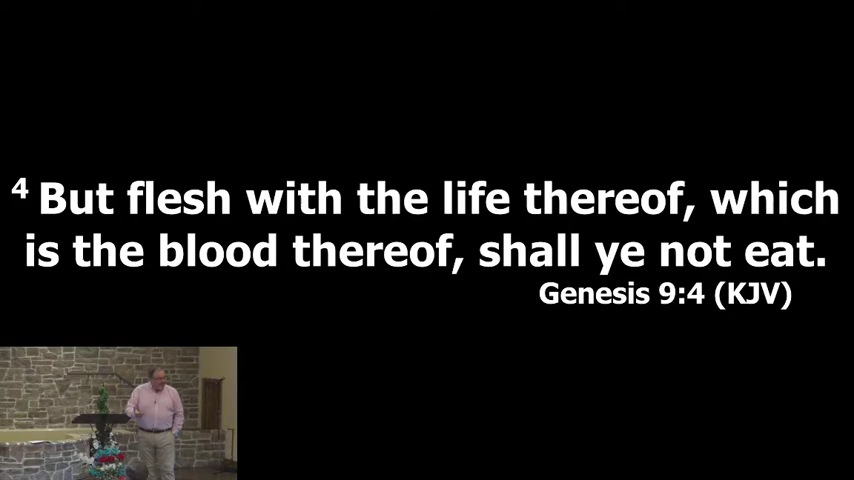 4 But flesh with the life thereof, which
is the blood thereof, shall ye not eat.
Genesis 9:4 (KJV)